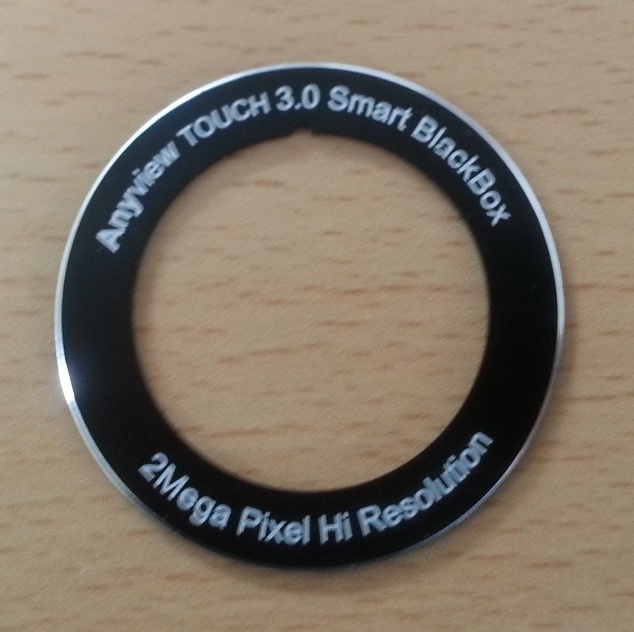 Anyview TOUCH 3.0 Smart BlackBox
2Mega Pixel Hi Resolution